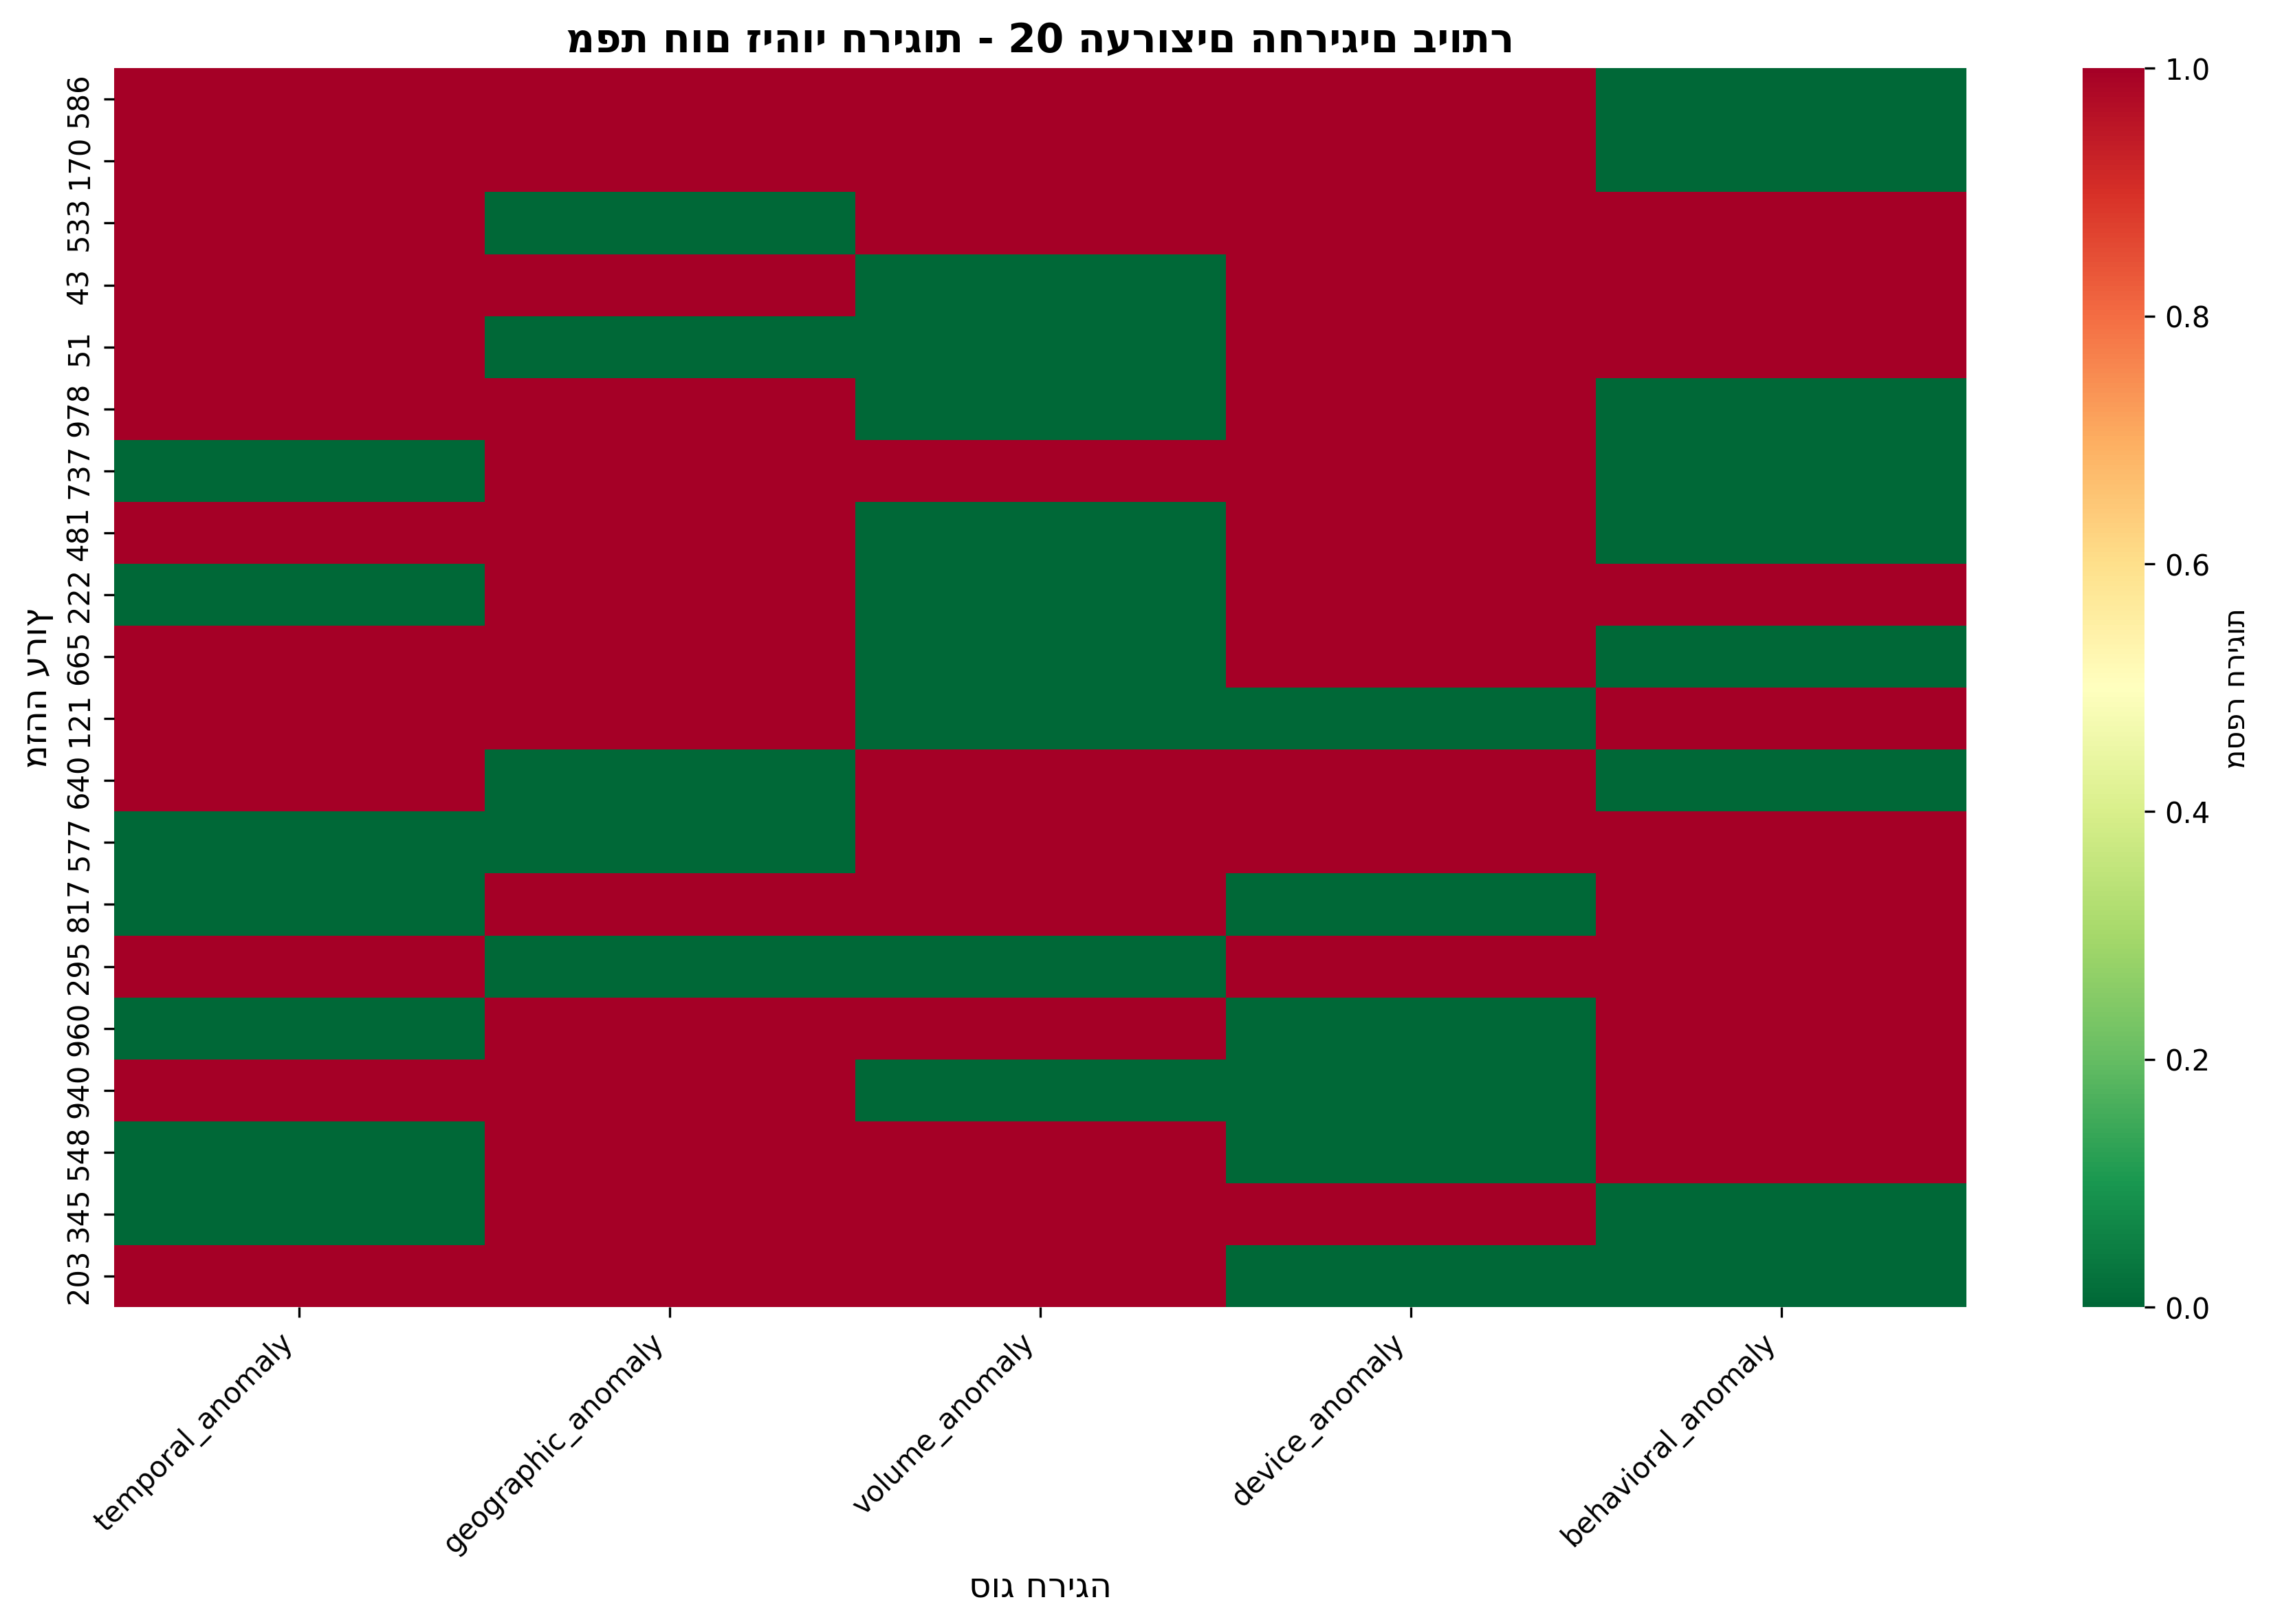 מפת חום זיהוי חריגות - 20 הערוצים החריגים ביותר
מזהה ערוץ
586
170
533
43
51
978
737
481
222
665
121
640
577
817
295
960
940
548
345
203
temporal_anomaly
geographic_anomaly
volume_anomaly
device_anomaly
behavioral_anomaly
סוג חריגה
1.0
0.8
0.6
0.4
0.2
0.0
מספר חריגות